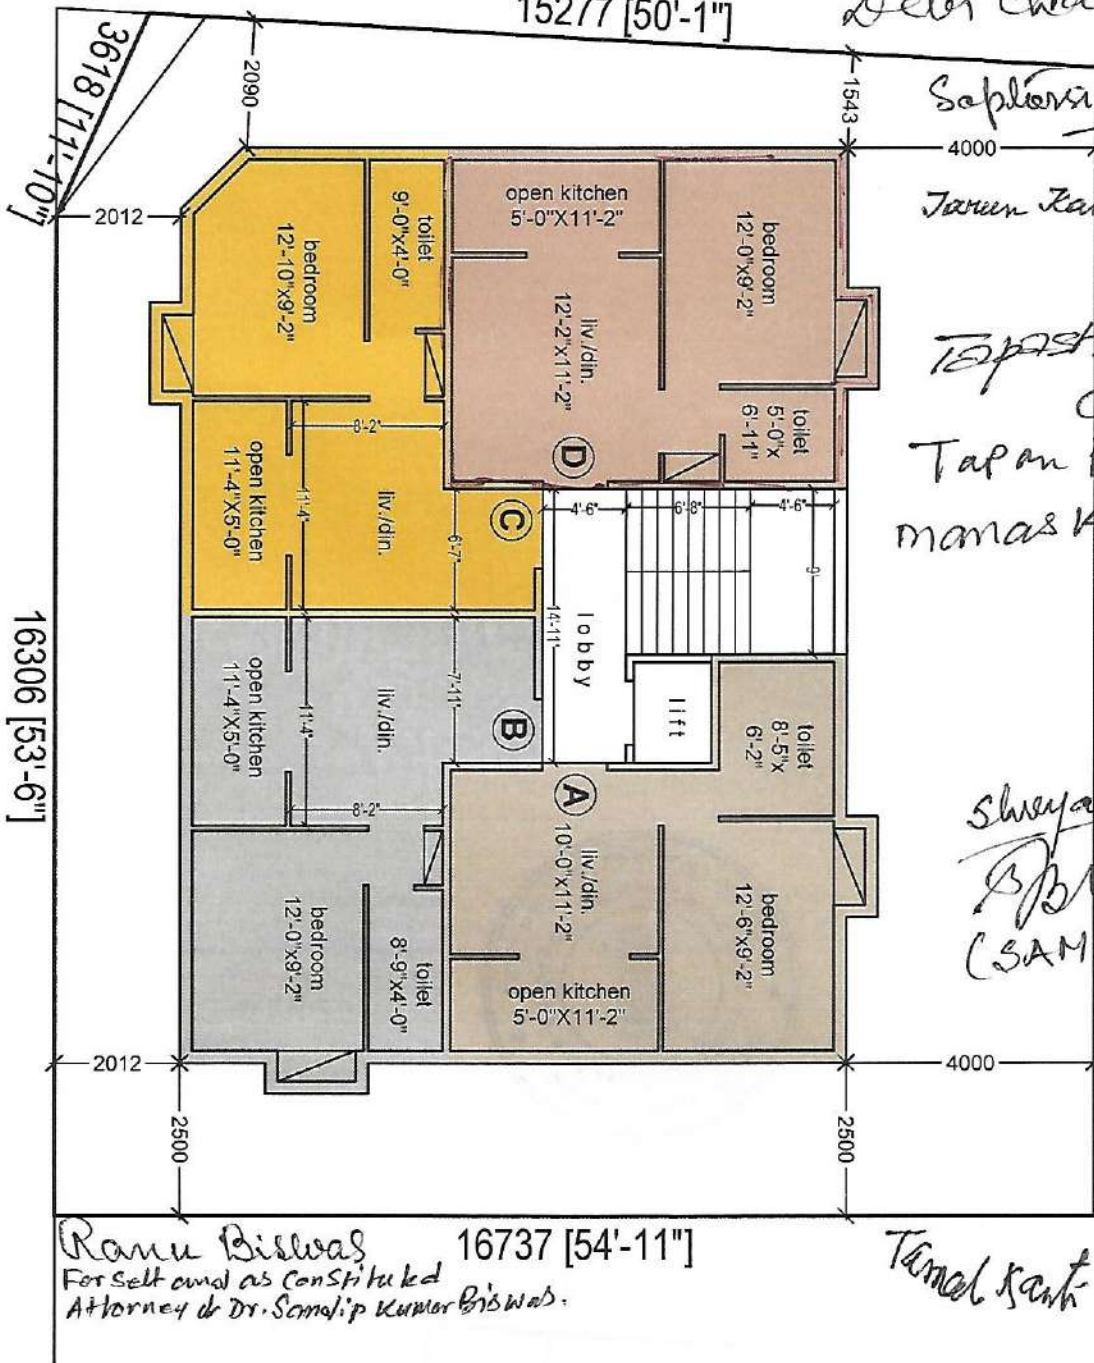 15277 [50'-1"]
3618 [11'-10"]
2090
1543
4000
2012
Tarun
bedroom
12'-10"x9'-2"
toilet
9'-0"x4'-0"
open kitchen
5'-0"X11'-2"
bedroom
12'-0"x9'-2"
liv./din.
12'-2"x11'-2"
toilet
5'-0"x
6'-11"
D
8'-2"
open kitchen
11'-4"X5'-0"
11'-4"
liv./din.
6'-7"
C
4'-6"
6'-8"
4'-6"
9'
14'-11"
lobby
lift
Tapan
manas K
16306 [53'-6"]
open kitchen
11'-4"X5'-0"
11'-4"
liv./din.
7'-11"
B
8'-2"
toilet
8'-5"x
6'-2"
A
liv./din.
10'-0"x11'-2"
bedroom
12'-6"x9'-2"
bedroom
12'-0"x9'-2"
toilet
8'-9"x4'-0"
open kitchen
5'-0"X11'-2"
(SAM
2012
4000
2500
2500
Ranu Biswas
For Self and as Constituted
Attorney of Dr. Sandip Kumar Biswas.
16737 [54'-11"]